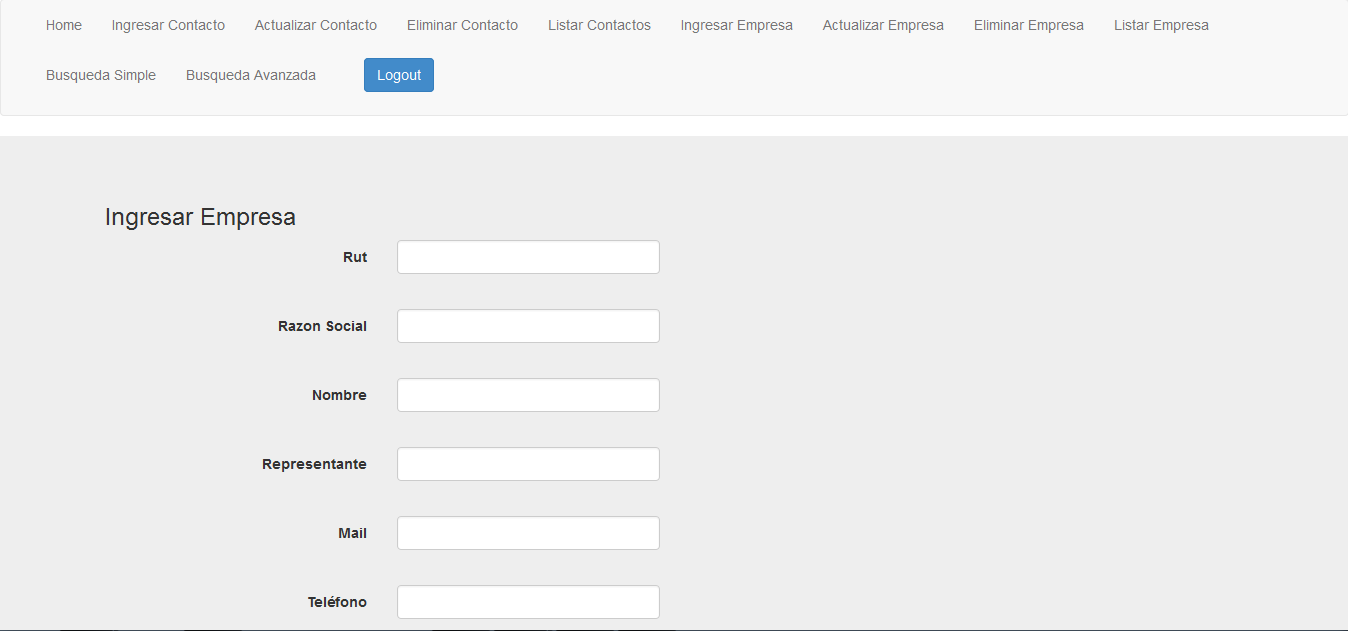 Home Ingresar Contacto Actualizar Contacto Eliminar Contacto Listar Contactos Ingresar Empresa Actualizar Empresa Eliminar Empresa Listar Empresa
Busqueda Simple Busqueda Avanzada Logout
Ingresar Empresa
Rut
Razon Social
Nombre
Representante
Mail
Teléfono